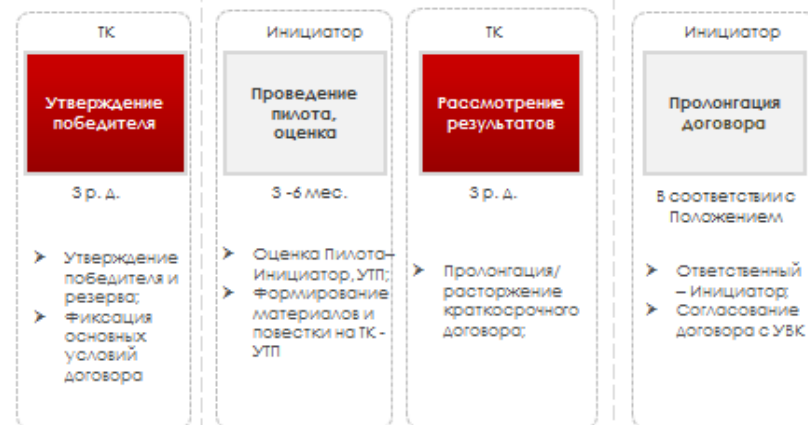 ТК
Утверждение
победителя
3 р. д.
➤ Утверждение
победителя и
резерва;
➤ Фиксация
основных
условий
договора
Инициатор
Проведение
пилота,
оценка
3 -6 мес.
➤ Оценка Пилота–
Инициатор, УТП;
➤ Формирование
материалов и
повестки на ТК -
УТП
ТК
Рассмотрение
результатов
3 р. д.
➤ Пролонгация/
расторжение
краткосрочного
договора;
Инициатор
Пролонгация
договора
В соответствии с
Положением
➤ Ответственный
– Инициатор;
➤ Согласование
договора с УВК